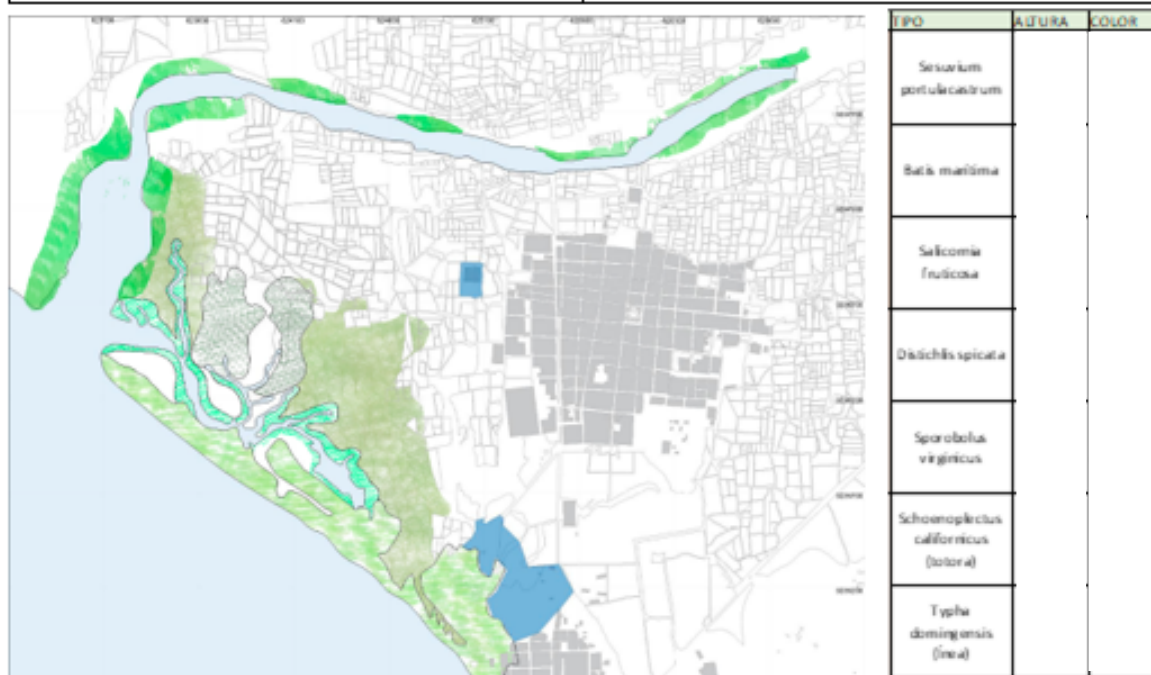 TIPO ALTURA COLOR
Sesuvium
portulacastrum
Batis maritima
Salicornia
fruticosa
Distichlis spicata
Sporobolus
virginicus
Schoenoplectus
californicus
(totora)
Typha
domingensis
(inea)